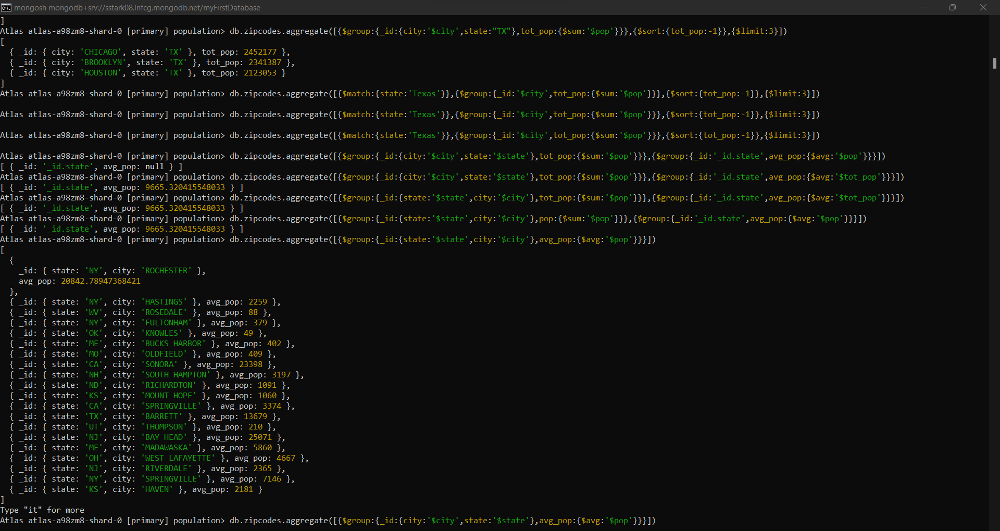 mongosh mongodb+srv://sstark08.lnfcg.mongodb.net/myFirstDatabase
]
Atlas atlas-a98zm8-shard-0 [primary] population> db.zipcodes.aggregate([{$group:{_id:{city:'$city',state:"TX"},tot_pop:{$sum:'$pop'}}},{$sort:{tot_pop:-1}},{$limit:3}])
[
  { _id: { city: 'CHICAGO', state: 'TX' }, tot_pop: 2452177 },
  { _id: { city: 'BROOKLYN', state: 'TX' }, tot_pop: 2341387 },
  { _id: { city: 'HOUSTON', state: 'TX' }, tot_pop: 2123053 }
]
Atlas atlas-a98zm8-shard-0 [primary] population> db.zipcodes.aggregate([{$match:{state:'Texas'}},{$group:{_id:'$city',tot_pop:{$sum:'$pop'}}},{$sort:{tot_pop:-1}},{$limit:3}])
Atlas atlas-a98zm8-shard-0 [primary] population> db.zipcodes.aggregate([{$match:{state:'Texas'}},{$group:{_id:'$city',tot_pop:{$sum:'$pop'}}},{$sort:{tot_pop:-1}},{$limit:3}])
Atlas atlas-a98zm8-shard-0 [primary] population> db.zipcodes.aggregate([{$match:{state:'Texas'}},{$group:{_id:'$city',tot_pop:{$sum:'$pop'}}},{$sort:{tot_pop:-1}},{$limit:3}])
Atlas atlas-a98zm8-shard-0 [primary] population> db.zipcodes.aggregate([{$group:{_id:{city:'$city',state:'$state'},tot_pop:{$sum:'$pop'}}},{$group:{_id:'_id.state',avg_pop:{$avg:'$pop'}}}])
[ { _id: '_id.state', avg_pop: null } ]
Atlas atlas-a98zm8-shard-0 [primary] population> db.zipcodes.aggregate([{$group:{_id:{city:'$city',state:'$state'},tot_pop:{$sum:'$pop'}}},{$group:{_id:'_id.state',avg_pop:{$avg:'$tot_pop'}}}])
[ { _id: '_id.state', avg_pop: 9665.320415548033 } ]
Atlas atlas-a98zm8-shard-0 [primary] population> db.zipcodes.aggregate([{$group:{_id:{state:'$state',city:'$city'},tot_pop:{$sum:'$pop'}}},{$group:{_id:'_id.state',avg_pop:{$avg:'$tot_pop'}}}])
[ { _id: '_id.state', avg_pop: 9665.320415548033 } ]
Atlas atlas-a98zm8-shard-0 [primary] population> db.zipcodes.aggregate([{$group:{_id:{state:'$state',city:'$city'},pop:{$sum:'$pop'}}},{$group:{_id:'_id.state',avg_pop:{$avg:'$pop'}}}])
[ { _id: '_id.state', avg_pop: 9665.320415548033 } ]
Atlas atlas-a98zm8-shard-0 [primary] population> db.zipcodes.aggregate([{$group:{_id:{state:'$state',city:'$city'},avg_pop:{$avg:'$pop'}}}])
[
  {
    _id: { state: 'NY', city: 'ROCHESTER' },
    avg_pop: 20842.78947368421
  },
  { _id: { state: 'NY', city: 'HASTINGS' }, avg_pop: 2259 },
  { _id: { state: 'WV', city: 'ROSEDALE' }, avg_pop: 88 },
  { _id: { state: 'NY', city: 'FULTONHAM' }, avg_pop: 379 },
  { _id: { state: 'OK', city: 'KNOWLES' }, avg_pop: 49 },
  { _id: { state: 'ME', city: 'BUCKS HARBOR' }, avg_pop: 402 },
  { _id: { state: 'MO', city: 'OLDFIELD' }, avg_pop: 409 },
  { _id: { state: 'CA', city: 'SONORA' }, avg_pop: 23398 },
  { _id: { state: 'NH', city: 'SOUTH HAMPTON' }, avg_pop: 3197 },
  { _id: { state: 'ND', city: 'RICHARDTON' }, avg_pop: 1091 },
  { _id: { state: 'KS', city: 'MOUNT HOPE' }, avg_pop: 1060 },
  { _id: { state: 'CA', city: 'SPRINGVILLE' }, avg_pop: 3374 },
  { _id: { state: 'TX', city: 'BARRETT' }, avg_pop: 13679 },
  { _id: { state: 'UT', city: 'THOMPSON' }, avg_pop: 210 },
  { _id: { state: 'NJ', city: 'BAY HEAD' }, avg_pop: 25071 },
  { _id: { state: 'ME', city: 'MADAWASKA' }, avg_pop: 5860 },
  { _id: { state: 'OH', city: 'WEST LAFAYETTE' }, avg_pop: 4667 },
  { _id: { state: 'NJ', city: 'RIVERDALE' }, avg_pop: 2365 },
  { _id: { state: 'NY', city: 'SPRINGVILLE' }, avg_pop: 7146 },
  { _id: { state: 'KS', city: 'HAVEN' }, avg_pop: 2181 }
]
Type "it" for more
Atlas atlas-a98zm8-shard-0 [primary] population> db.zipcodes.aggregate([{$group:{_id:{city:'$city',state:'$state'},avg_pop:{$avg:'$pop'}}}])